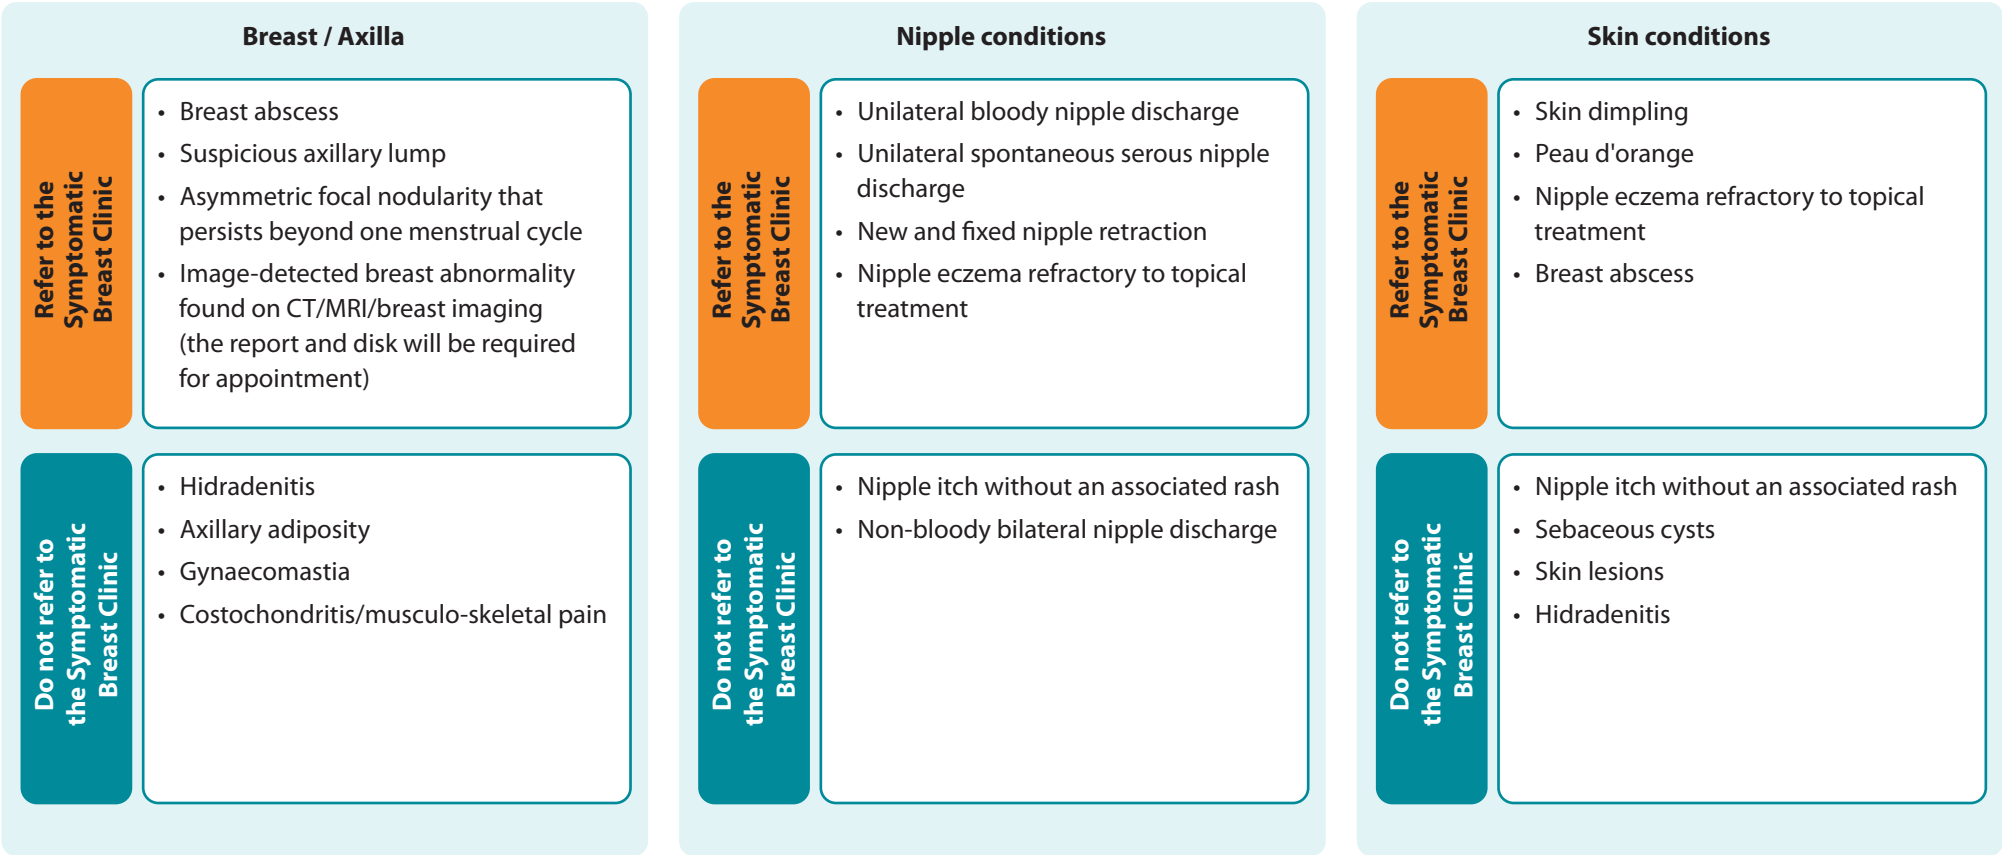 Breast / Axilla
Refer to the
Symptomatic
Breast Clinic
• Breast abscess
• Suspicious axillary lump
• Asymmetric focal nodularity that
persists beyond one menstrual cycle
• Image-detected breast abnormality
found on CT/MRI/breast imaging
(the report and disk will be required
for appointment)
Do not refer to
the Symptomatic
Breast Clinic
• Hidradenitis
• Axillary adiposity
• Gynaecomastia
• Costochondritis/musculo-skeletal pain
Nipple conditions
Refer to the
Symptomatic
Breast Clinic
• Unilateral bloody nipple discharge
• Unilateral spontaneous serous nipple
discharge
• New and fixed nipple retraction
• Nipple eczema refractory to topical
treatment
Do not refer to
the Symptomatic
Breast Clinic
• Nipple itch without an associated rash
• Non-bloody bilateral nipple discharge
Skin conditions
Refer to the
Symptomatic
Breast Clinic
• Skin dimpling
• Peau d'orange
• Nipple eczema refractory to topical
treatment
• Breast abscess
Do not refer to
the Symptomatic
Breast Clinic
• Nipple itch without an associated rash
• Sebaceous cysts
• Skin lesions
• Hidradenitis